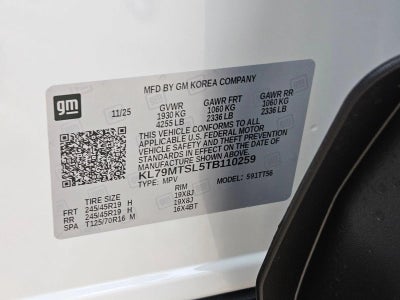 gm
MFD BY GM KOREA COMPANY
11/25 GVWR GAWR FRT GAWR RR
1930 KG 1060 KG 1060 KG
4255 LB 2336 LB 2336 LB
THIS VEHICLE CONFORMS TO ALL
APPLICABLE U.S. FEDERAL MOTOR
VEHICLE SAFETY AND THEFT PREVENTION
STANDARDS IN EFFECT ON THE DATE OF
MANUFACTURE SHOWN ABOVE.
KL79MTSL5TB110259
TYPE: MPV MODEL: 591TT56
TIRE SIZE RIM
FRT 245/45R19 H 19X8J
RR 245/45R19 H 19X8J
SPA T125/70R16 M 16X4BT